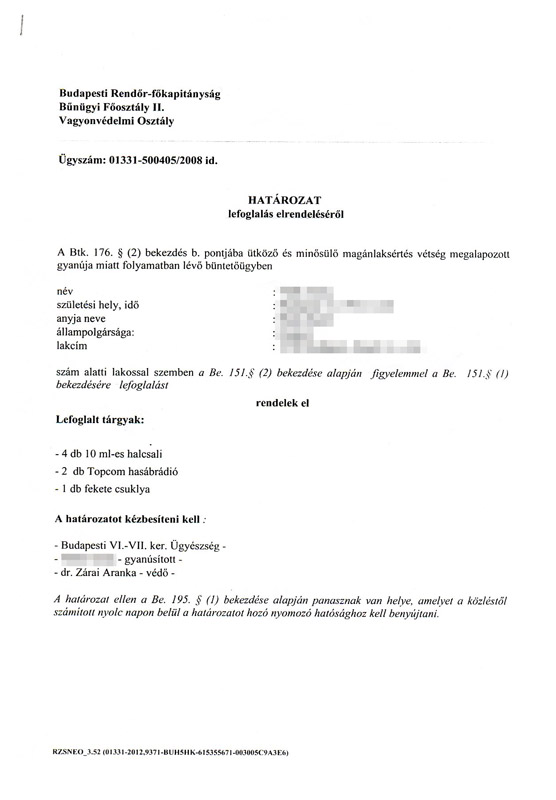 Budapesti Rendőr-főkapitányság
Bűnügyi Főosztály II.
Vagyonvédelmi Osztály
Ügyszám: 01331-500405/2008 id.
HATÁROZAT
lefoglalás elrendeléséről
A Btk. 176. § (2) bekezdés b. pontjába ütköző és minősülő magánlaksértés vétség megalapozott
gyanúja miatt folyamatban lévő büntetőügyben
név :
születési hely, idő :
anyja neve :
állampolgársága: :
lakcím :
szám alatti lakossal szemben a Be. 151.§ (2) bekezdése alapján figyelemmel a Be. 151.§ (1)
bekezdésére lefoglalást
rendelek el
Lefoglalt tárgyak:
- 4 db 10 ml-es halcsali
- 2 db Topcom hasábrádió
- 1 db fekete csuklya
A határozatot kézbesíteni kell :
- Budapesti VI.-VII. ker. Ügyészség -
- gyanúsított -
- dr. Zárai Aranka - védő -
A határozat ellen a Be. 195. § (1) bekezdése alapján panasznak van helye, amelyet a közléstől
számított nyolc napon belül a határozatot hozó nyomozó hatósághoz kell benyújtani.
RZSNEO_3.52 (01331-2012,9371-BUH5HK-615355671-003005C9A3E6)